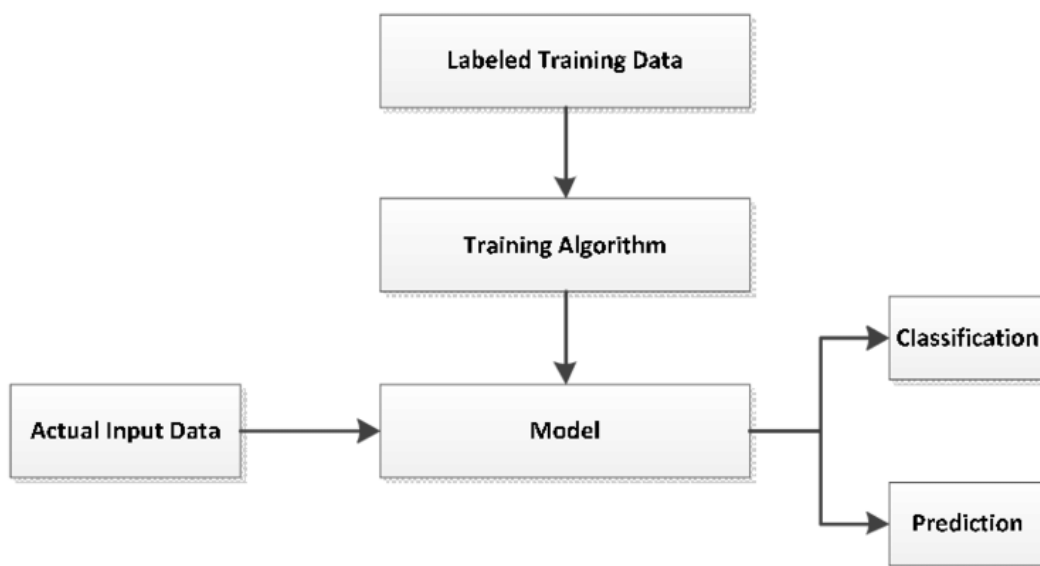 Labeled Training Data
Training Algorithm
Classification
Actual Input Data
Model
Prediction